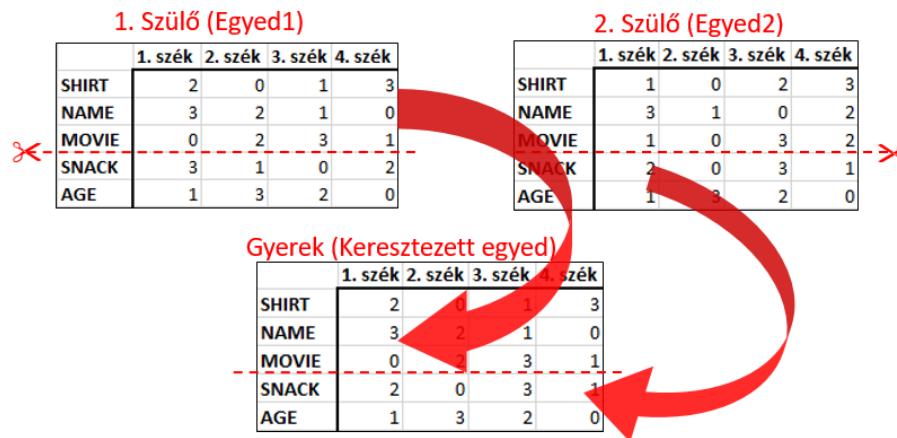 1. Szülő (Egyed1)
1. szék 2. szék 3. szék 4. szék
SHIRT 2 0 1 3
NAME 3 2 1 0
MOVIE 0 2 3 1
SNACK 3 1 0 2
AGE 1 3 2 0
2. Szülő (Egyed2)
1. szék 2. szék 3. szék 4. szék
SHIRT 1 0 2 3
NAME 3 1 0 2
MOVIE 1 0 3 2
SNACK 2 0 3 1
AGE 1 3 2 0
Gyerek (Keresztezett egyed)
1. szék 2. szék 3. szék 4. szék
SHIRT 2 0 1 3
NAME 3 2 1 0
MOVIE 0 2 3 1
SNACK 2 0 3 1
AGE 1 3 2 0